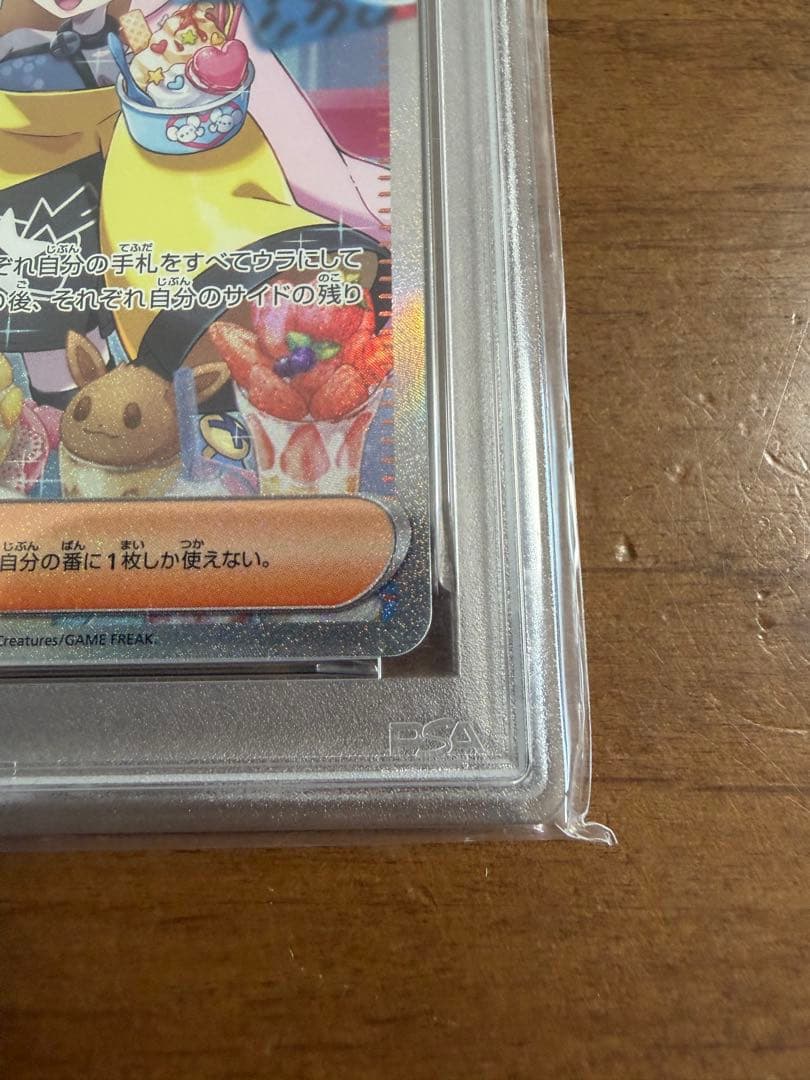 ぞれ自分の手札をすべてウラにして
の後、それぞれ自分のサイドの残り
自分の番に1枚しか使えない。
Creatures/GAME FREAK.
PSA